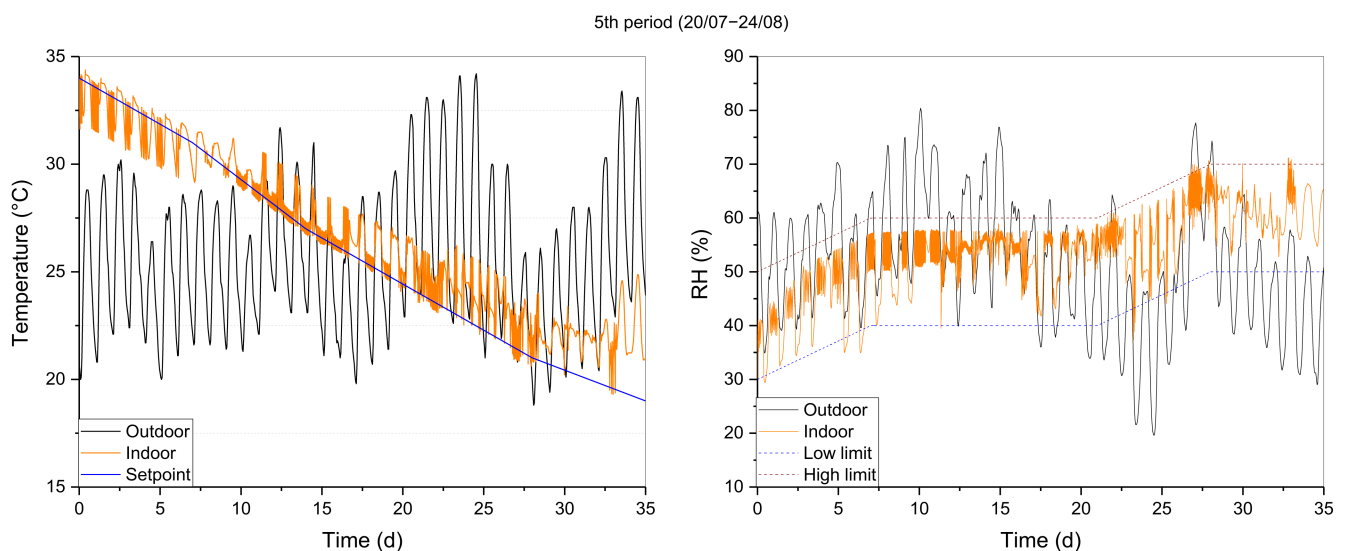 5th period (20/07−24/08)
35
30
25
20
15
Temperature (°C)
Outdoor
Indoor
Setpoint
0
5
10
15
20
25
30
35
Time (d)
90
80
70
60
50
40
30
20
10
RH (%)
Outdoor
Indoor
Low limit
High limit
0
5
10
15
20
25
30
35
Time (d)